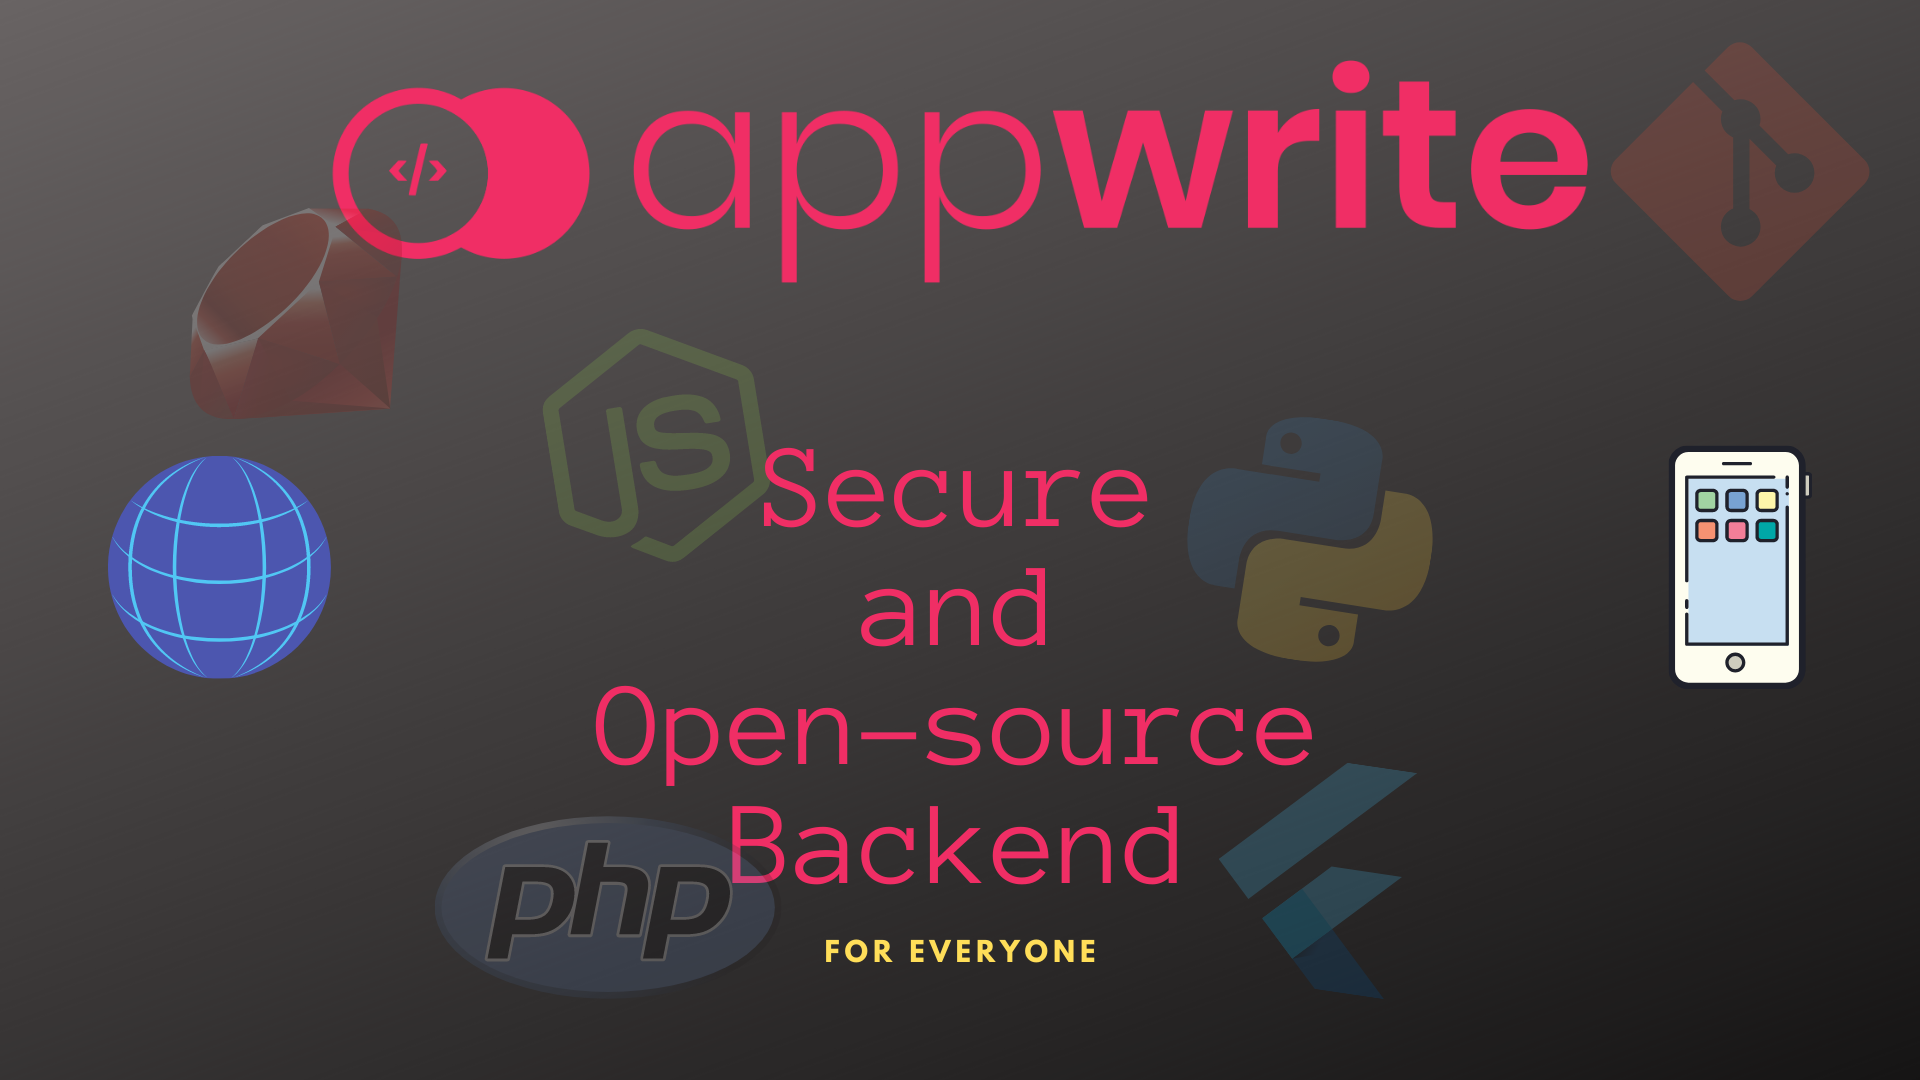 </> appwrite
JS
Secure
and
Open-source
Backend
php
FOR EVERYONE